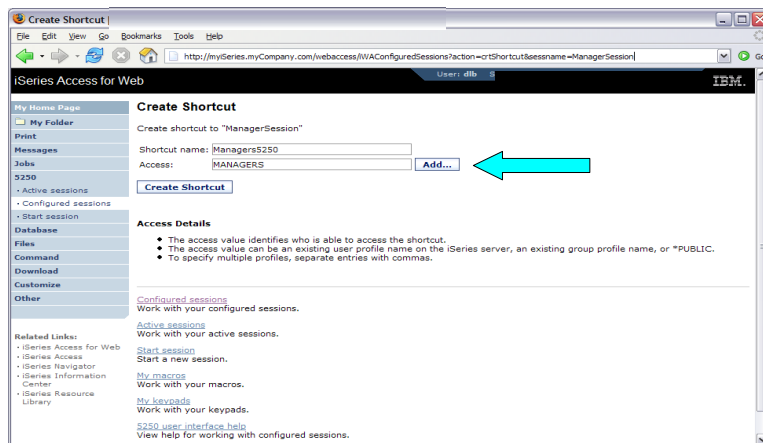 Create Shortcut
File Edit View Go Bookmarks Tools Help
http://myiSeries.myCompany.com/webaccess/iWAConfiguredSessions?action=crtShortcut&sessname=ManagerSession
iSeries Access for Web
User: dlb
IBM.
My Home Page
My Folder
Print
Messages
Jobs
5250
• Active sessions
• Configured sessions
• Start session
Database
Files
Command
Download
Customize
Other
Related Links:
• iSeries Access for Web
• iSeries Access
• iSeries Navigator
• iSeries Information Center
• iSeries Resource Library
Create Shortcut
Create shortcut to "ManagerSession"
Shortcut name: Managers5250
Access: MANAGERS Add...
Create Shortcut
Access Details
♦ The access value identifies who is able to access the shortcut.
♦ The access value can be an existing user profile name on the iSeries server, an existing group profile name, or *PUBLIC.
♦ To specify multiple profiles, separate entries with commas.
Configured sessions
Work with your configured sessions.
Active sessions
Work with your active sessions.
Start session
Start a new session.
My macros
Work with your macros.
My keypads
Work with your keypads.
5250 user interface help
View help for working with configured sessions.